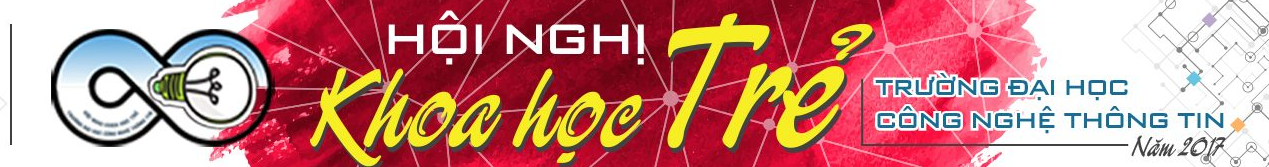 HỘI NGHỊ
Khoa học Trẻ
TRƯỜNG ĐẠI HỌC
CÔNG NGHỆ THÔNG TIN
Năm 2017